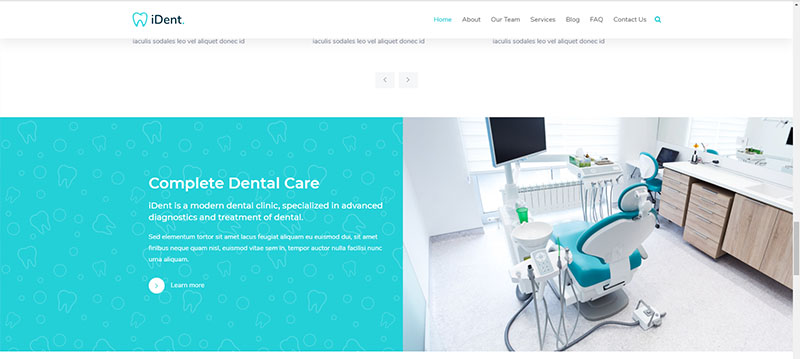 iDent.
Home About Our Team Services Blog FAQ Contact Us
iaculis sodales leo vel aliquet donec id
iaculis sodales leo vel aliquet donec id
iaculis sodales leo vel aliquet donec id
Complete Dental Care
iDent is a modern dental clinic, specialized in advanced
diagnostics and treatment of dental.
Sed elementum tortor sit amet lacus feugiat aliquam eu euismod dui, sit amet
finibus neque quam nisl, euismod vitae sem in, tempor auctor nulla facilisi nunc
urna aliquam.
Learn more